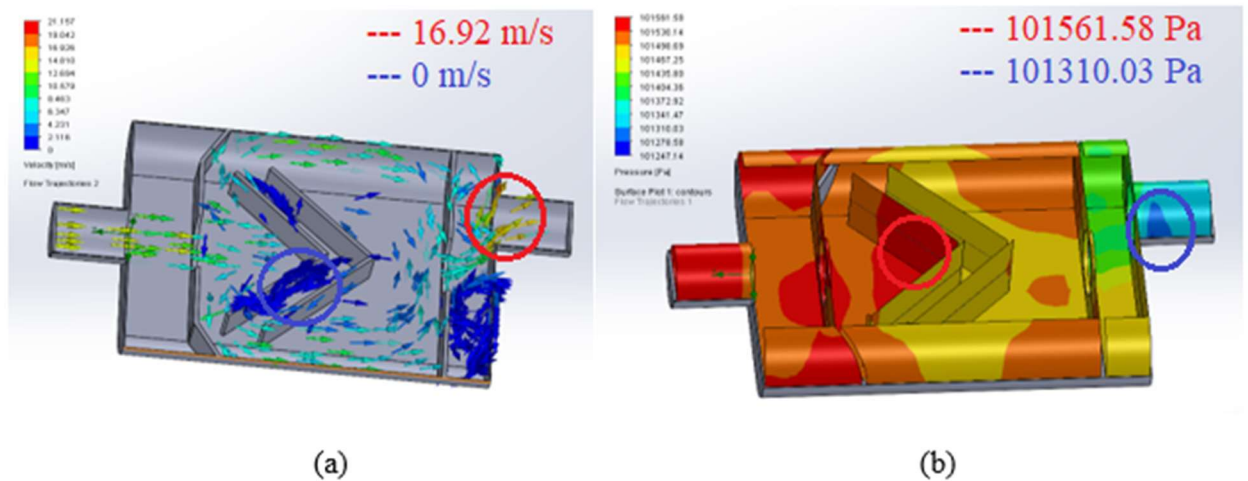 21.157
19.042
16.926
14.810
12.694
10.579
8.463
6.347
4.231
2.116
0
Velocity [m/s]
Flow Trajectories 2
--- 16.92 m/s
--- 0 m/s
101561.58
101530.14
101498.69
101467.25
101435.80
101404.36
101372.92
101341.47
101310.03
101278.58
101247.14
Pressure [Pa]
Surface Plot 1: contours
Flow Trajectories 1
--- 101561.58 Pa
--- 101310.03 Pa
(a)
(b)